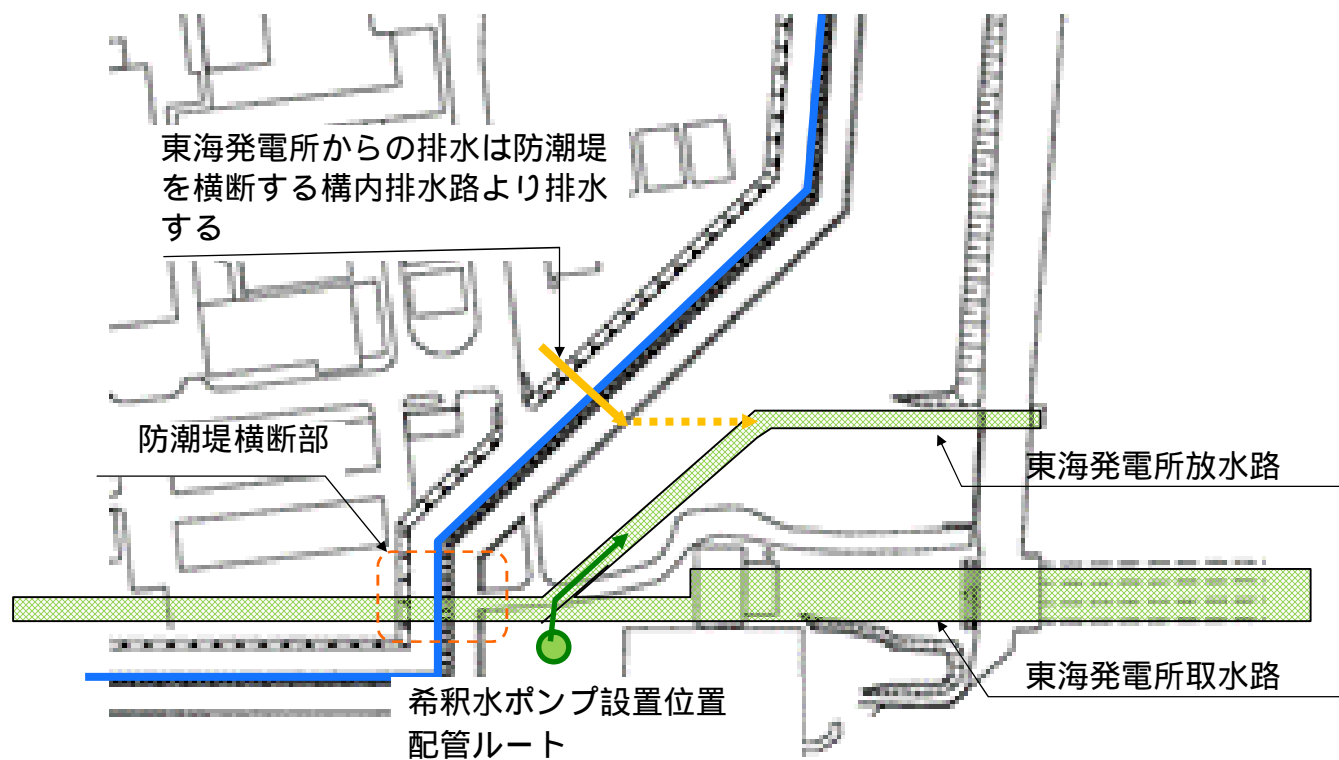 東海発電所からの排水は防潮堤
を横断する構内排水路より排水
する
防潮堤横断部
東海発電所放水路
東海発電所取水路
希釈水ポンプ設置位置
配管ルート